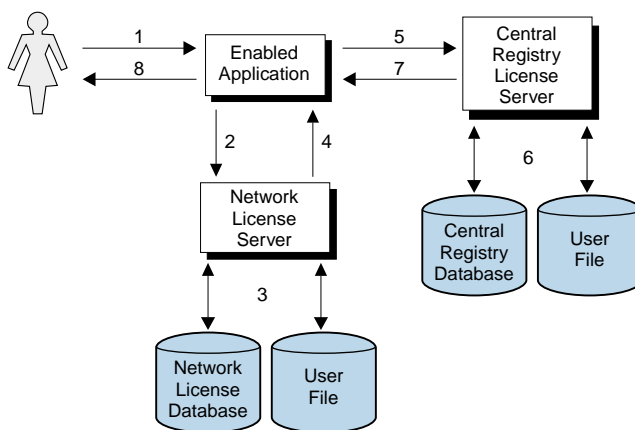 1
8
Enabled
Application
5
7
Central
Registry
License
Server
2
4
6
Network
License
Server
Central
Registry
Database
User
File
3
Network
License
Database
User
File